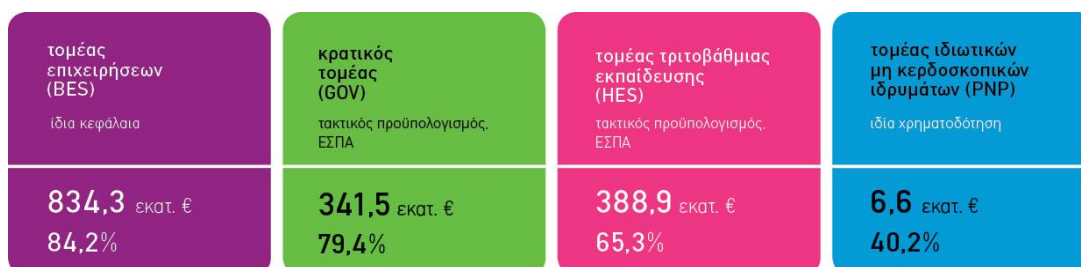 τομέας
επιχειρήσεων
(BES)
ίδια κεφάλαια
834,3 εκατ. €
84,2%
κρατικός
τομέας
(GOV)
τακτικός προϋπολογισμός,
ΕΣΠΑ
341,5 εκατ. €
79,4%
τομέας τριτοβάθμιας
εκπαίδευσης
(HES)
τακτικός προϋπολογισμός,
ΕΣΠΑ
388,9 εκατ. €
65,3%
τομέας ιδιωτικών
μη κερδοσκοπικών
ιδρυμάτων (PNP)
ιδία χρηματοδότηση
6,6 εκατ. €
40,2%